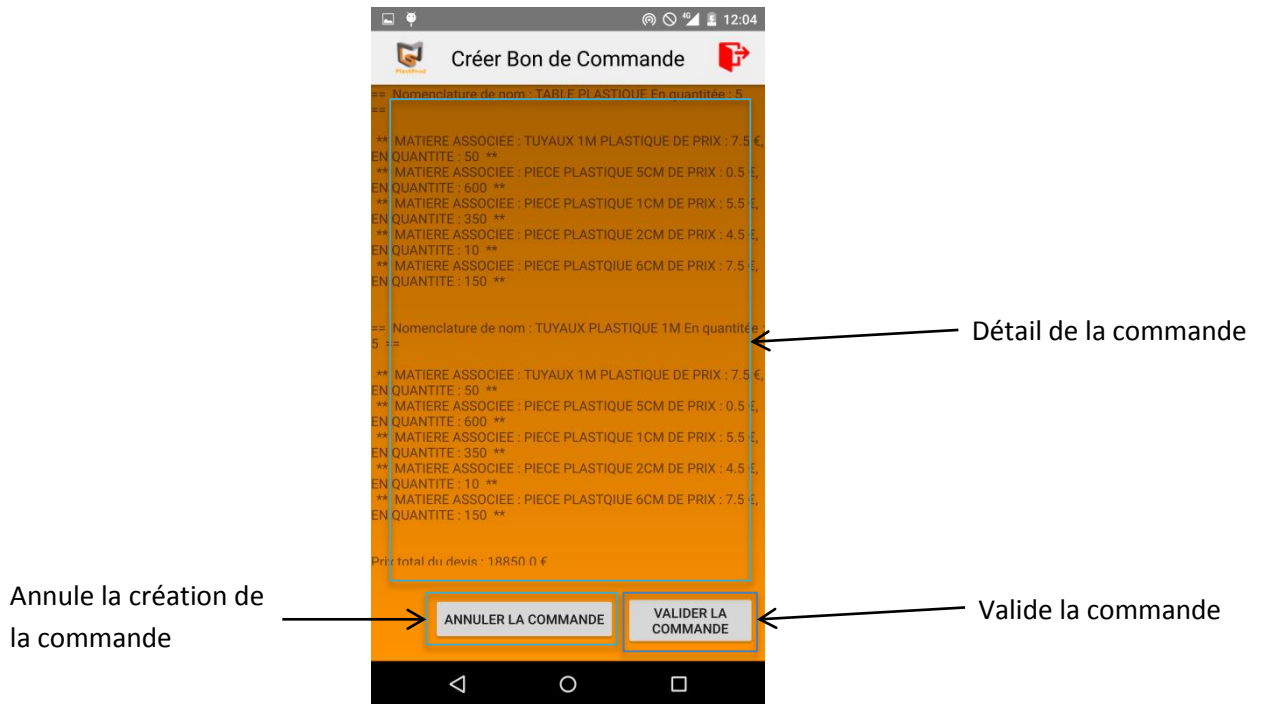 4G 12:04
PlastProd
Créer Bon de Commande
== Nomenclature de nom : TABLE PLASTIQUE En quantitée : 5
==
** MATIERE ASSOCIEE : TUYAUX 1M PLASTIQUE DE PRIX : 7.5 €,
EN QUANTITE : 50 **
** MATIERE ASSOCIEE : PIECE PLASTIQUE 5CM DE PRIX : 0.5 €,
EN QUANTITE : 600 **
** MATIERE ASSOCIEE : PIECE PLASTIQUE 1CM DE PRIX : 5.5 €,
EN QUANTITE : 350 **
** MATIERE ASSOCIEE : PIECE PLASTIQUE 2CM DE PRIX : 4.5 €,
EN QUANTITE : 10 **
** MATIERE ASSOCIEE : PIECE PLASTQIUE 6CM DE PRIX : 7.5 €,
EN QUANTITE : 150 **
== Nomenclature de nom : TUYAUX PLASTIQUE 1M En quantitée :
5 ==
** MATIERE ASSOCIEE : TUYAUX 1M PLASTIQUE DE PRIX : 7.5 €,
EN QUANTITE : 50 **
** MATIERE ASSOCIEE : PIECE PLASTIQUE 5CM DE PRIX : 0.5 €,
EN QUANTITE : 600 **
** MATIERE ASSOCIEE : PIECE PLASTIQUE 1CM DE PRIX : 5.5 €,
EN QUANTITE : 350 **
** MATIERE ASSOCIEE : PIECE PLASTIQUE 2CM DE PRIX : 4.5 €,
EN QUANTITE : 10 **
** MATIERE ASSOCIEE : PIECE PLASTQIUE 6CM DE PRIX : 7.5 €,
EN QUANTITE : 150 **
Prix total du devis : 18850.0 €
Détail de la commande
Annule la création de
la commande
ANNULER LA COMMANDE
VALIDER LA
COMMANDE
Valide la commande